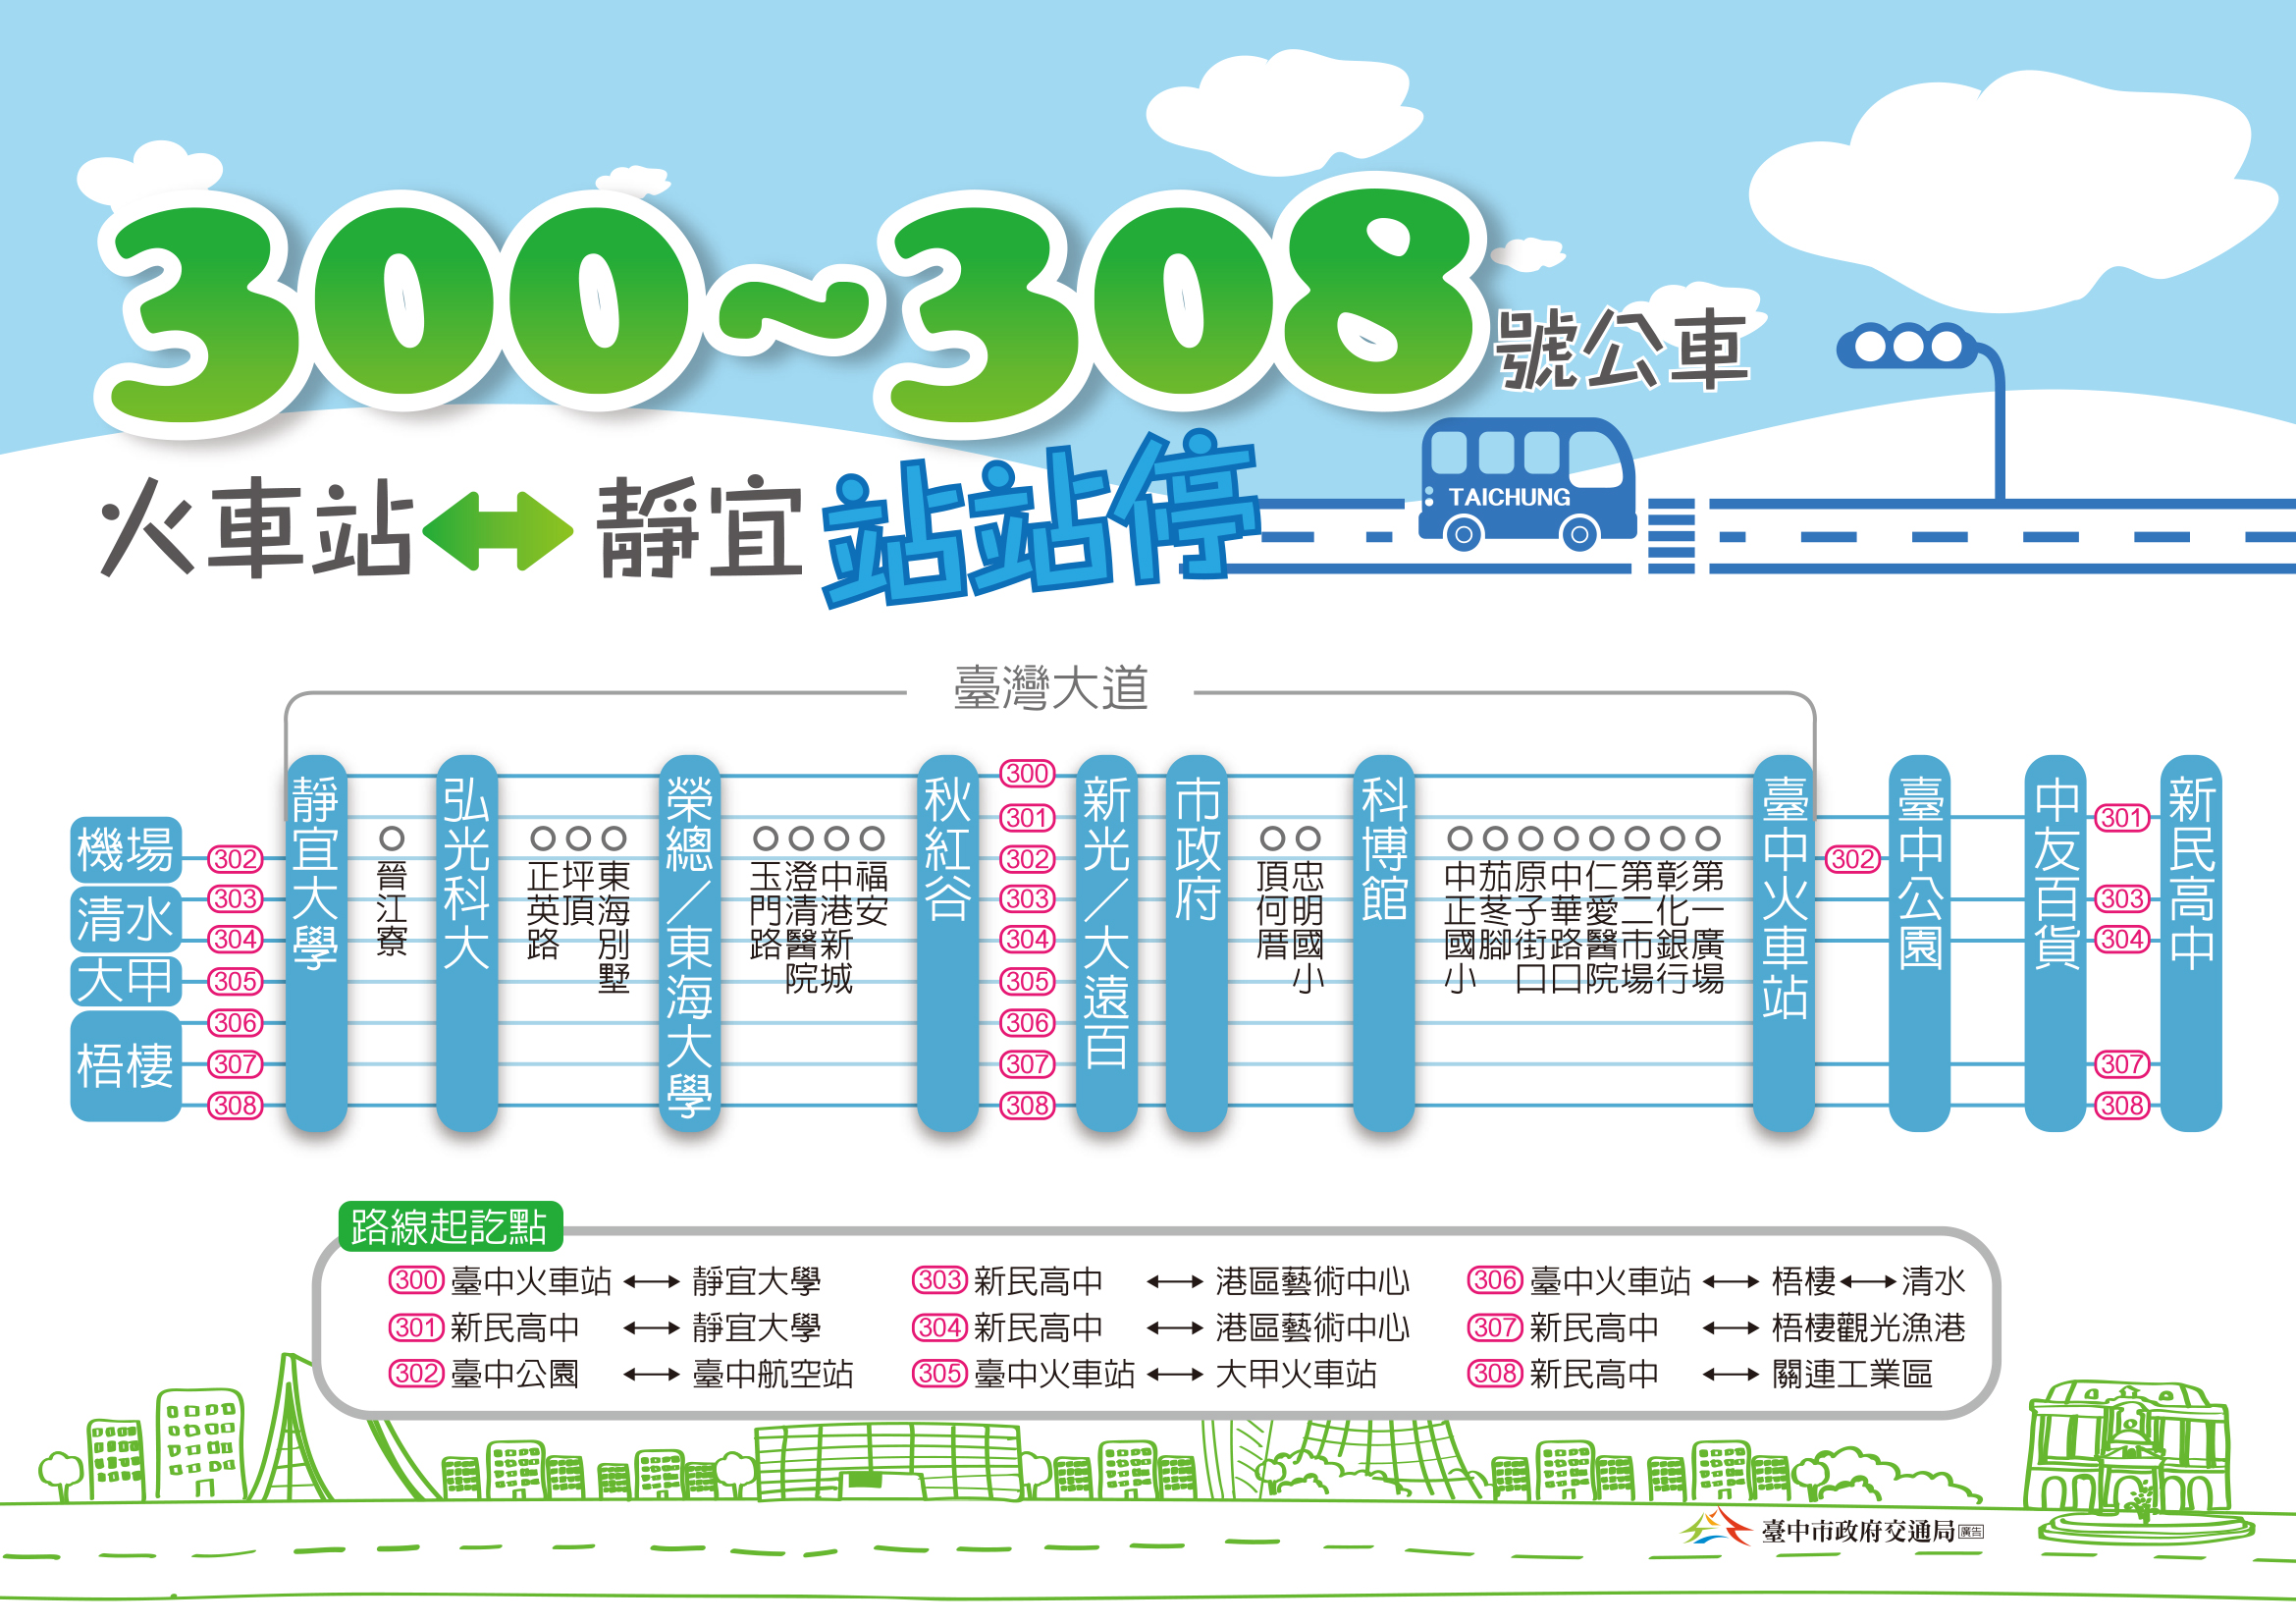 300~308號公車
火車站 靜宜 站站停
TAICHUNG
臺灣大道
機場
清水
大甲
梧棲
302
303
304
305
306
307
308
靜宜大學
晉江寮
弘光科大
正英路
坪頂
東海別墅
榮總／東海大學
玉門路
澄清醫院
中港新城
福安
秋紅谷
300
301
302
303
304
305
306
307
308
新光／大遠百
市政府
頂何厝
忠明國小
科博館
中正國小
茄苳腳
原子街口
中華路口
仁愛醫院
第二市場
彰化銀行
第一廣場
臺中火車站
302
臺中公園
中友百貨
301
303
304
307
308
新民高中
路線起訖點
300 臺中火車站 靜宜大學
301 新民高中 靜宜大學
302 臺中公園 臺中航空站
303 新民高中 港區藝術中心
304 新民高中 港區藝術中心
305 臺中火車站 大甲火車站
306 臺中火車站 梧棲 清水
307 新民高中 梧棲觀光漁港
308 新民高中 關連工業區
臺中市政府交通局 廣告